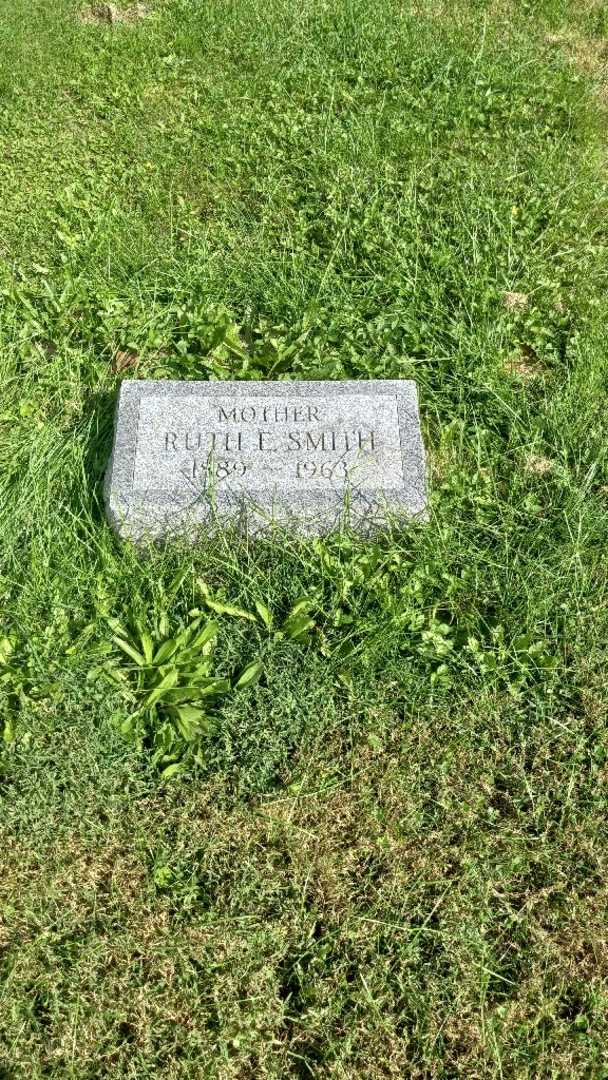 MOTHER
RUTH E. SMITH
1889 ~ 1963